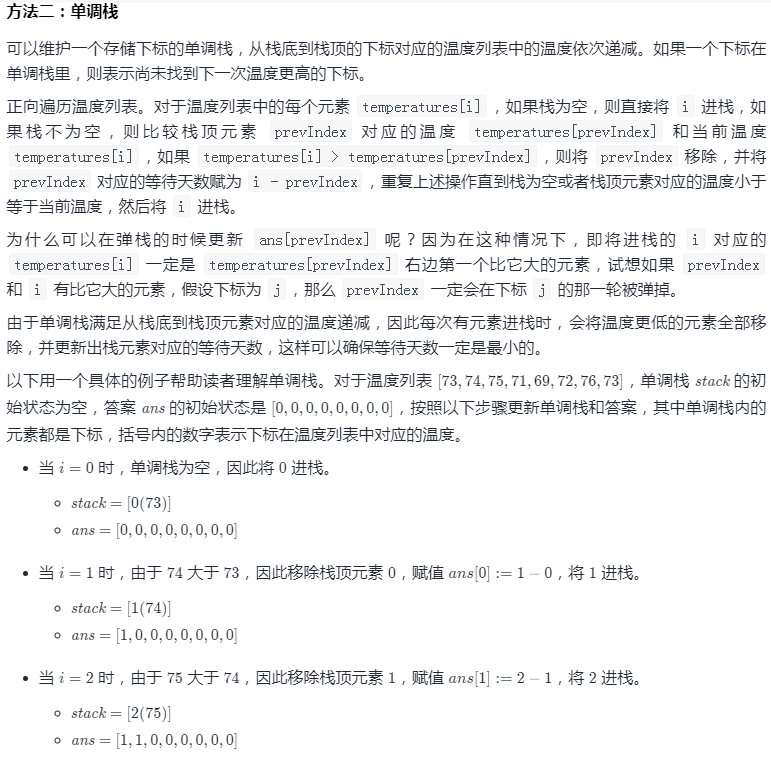 方法二：单调栈
可以维护一个存储下标的单调栈，从栈底到栈顶的下标对应的温度列表中的温度依次递减。如果一个下标在
单调栈里，则表示尚未找到下一次温度更高的下标。
正向遍历温度列表。对于温度列表中的每个元素 temperatures[i] ，如果栈为空，则直接将 i 进栈，如
果栈不为空，则比较栈顶元素 prevIndex 对应的温度 temperatures[prevIndex] 和当前温度
temperatures[i] ，如果 temperatures[i] > temperatures[prevIndex] ，则将 prevIndex 移除，并将
prevIndex 对应的等待天数赋为 i - prevIndex ，重复上述操作直到栈为空或者栈顶元素对应的温度小于
等于当前温度，然后将 i 进栈。
为什么可以在弹栈的时候更新 ans[prevIndex] 呢？因为在这种情况下，即将进栈的 i 对应的
temperatures[i] 一定是 temperatures[prevIndex] 右边第一个比它大的元素，试想如果 prevIndex
和 i 有比它大的元素，假设下标为 j ，那么 prevIndex 一定会在下标 j 的那一轮被弹掉。
由于单调栈满足从栈底到栈顶元素对应的温度递减，因此每次有元素进栈时，会将温度更低的元素全部移
除，并更新出栈元素对应的等待天数，这样可以确保等待天数一定是最小的。
以下用一个具体的例子帮助读者理解单调栈。对于温度列表 [73,74,75,71,69,72,76,73]，单调栈 stack 的初
始状态为空，答案 ans 的初始状态是 [0,0,0,0,0,0,0,0]，按照以下步骤更新单调栈和答案，其中单调栈内的
元素都是下标，括号内的数字表示下标在温度列表中对应的温度。
• 当 i = 0 时，单调栈为空，因此将 0 进栈。
◦ stack = [0(73)]
◦ ans = [0,0,0,0,0,0,0,0]
• 当 i = 1 时，由于 74 大于 73，因此移除栈顶元素 0，赋值 ans[0] := 1 − 0，将 1 进栈。
◦ stack = [1(74)]
◦ ans = [1,0,0,0,0,0,0,0]
• 当 i = 2 时，由于 75 大于 74，因此移除栈顶元素 1，赋值 ans[1] := 2 − 1，将 2 进栈。
◦ stack = [2(75)]
◦ ans = [1,1,0,0,0,0,0,0]